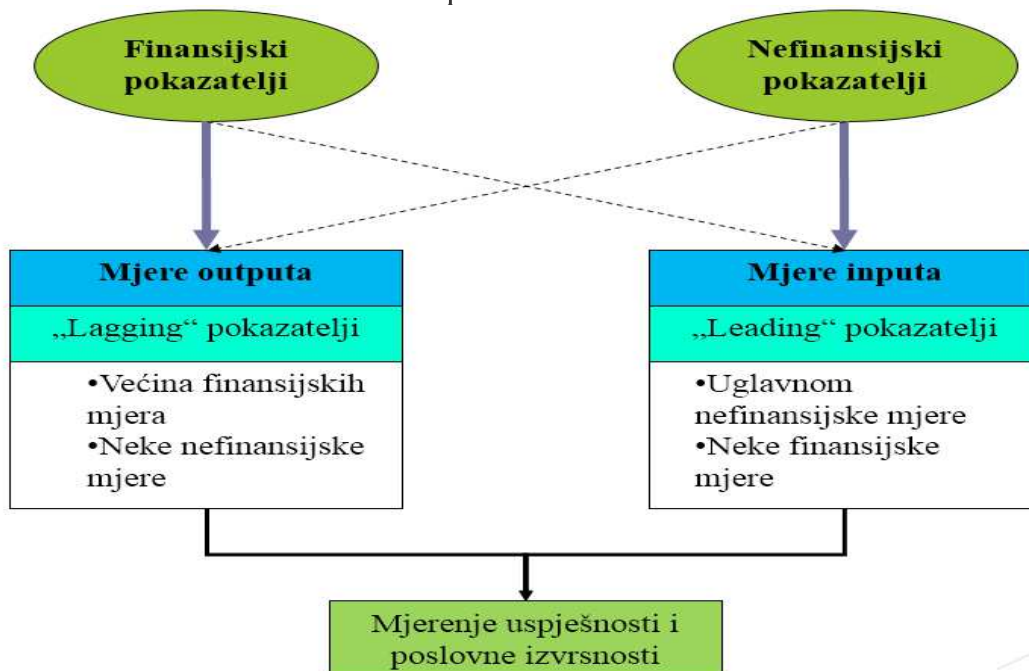 Finansijski
pokazatelji
Nefinansijski
pokazatelji
Mjere outputa
„Lagging“ pokazatelji
•Većina finansijskih
mjera
•Neke nefinansijske
mjere
Mjere inputa
„Leading“ pokazatelji
•Uglavnom
nefinansijske mjere
•Neke finansijske
mjere
Mjerenje uspješnosti i
poslovne izvrsnosti